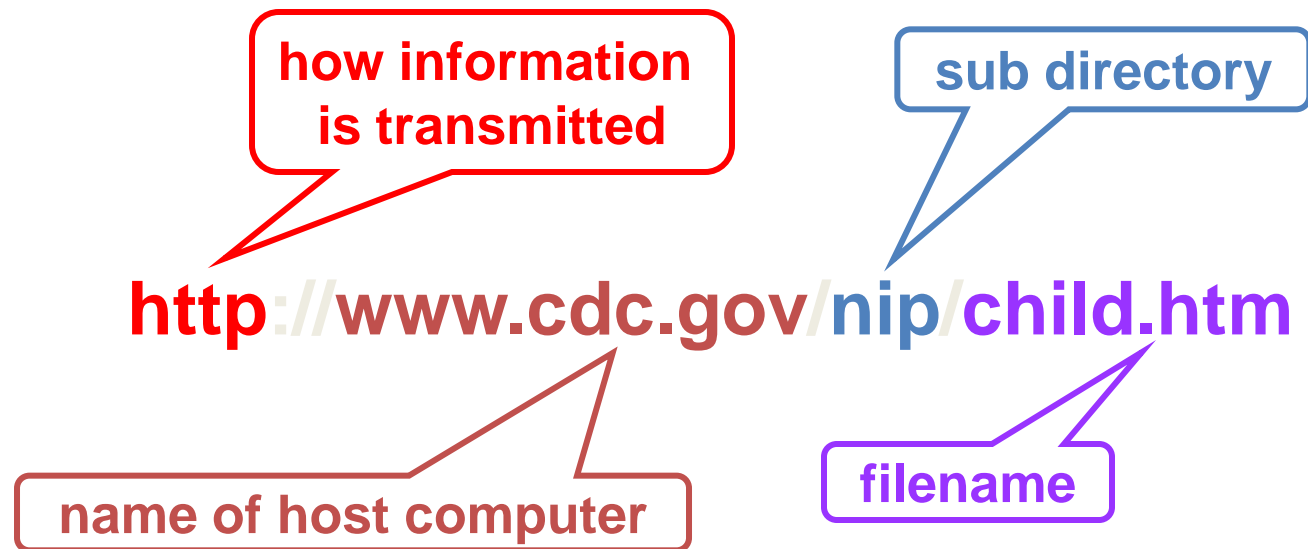 how information
is transmitted
sub directory
http://www.cdc.gov/nip/child.htm
name of host computer
filename